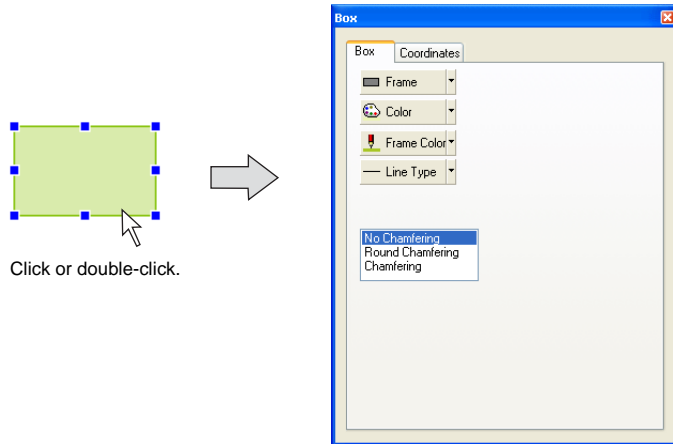 Box
Box
Coordinates
Frame
Color
Frame Color
Line Type
No Chamfering
Round Chamfering
Chamfering
Click or double-click.